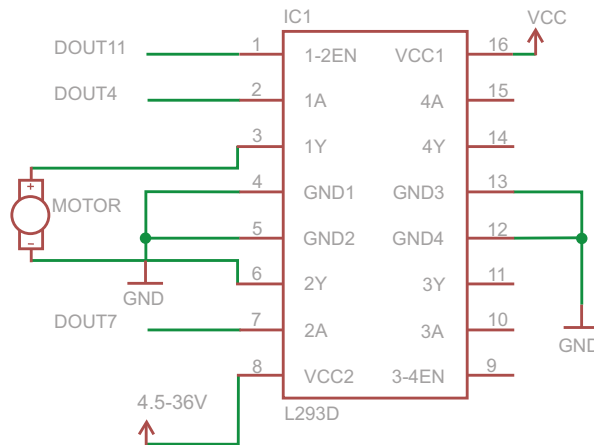 IC1
VCC
DOUT11
1
1-2EN
VCC1
16
DOUT4
2
1A
4A
15
3
1Y
4Y
14
+
MOTOR
-
4
GND1
GND3
13
5
GND2
GND4
12
GND
6
2Y
3Y
11
DOUT7
7
2A
3A
10
GND
8
VCC2
3-4EN
9
4.5-36V
L293D